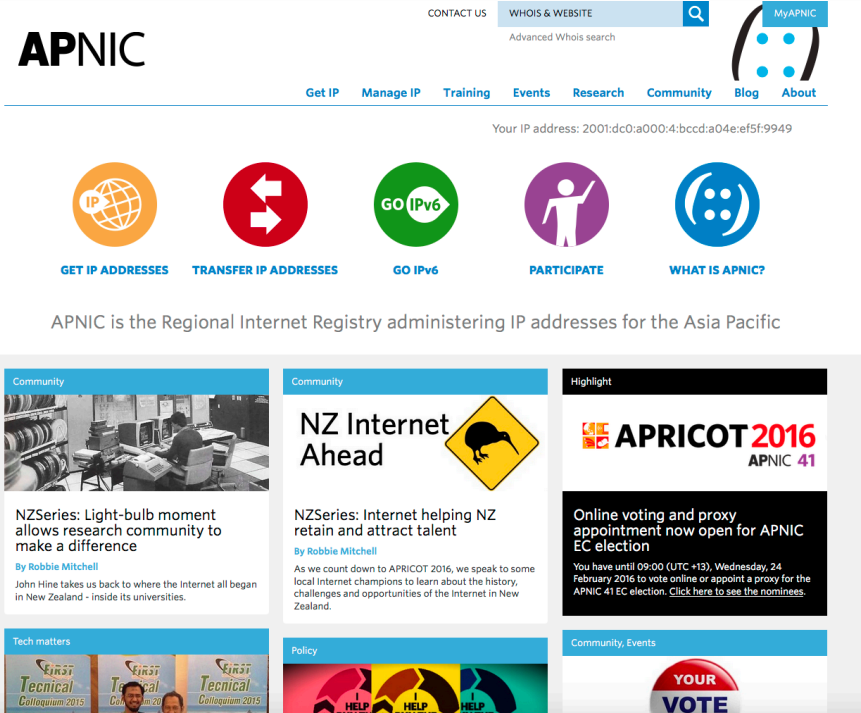 CONTACT US
WHOIS & WEBSITE
MyAPNIC
APNIC
Advanced Whois search
Get IP
Manage IP
Training
Events
Research
Community
Blog
About
Your IP address: 2001:dc0:a000:4:bccd:a04e:ef5f:9949
IP
GO IPv6
GET IP ADDRESSES
TRANSFER IP ADDRESSES
GO IPv6
PARTICIPATE
WHAT IS APNIC?
APNIC is the Regional Internet Registry administering IP addresses for the Asia Pacific
Community
NZSeries: Light-bulb moment
allows research community to
make a difference
By Robbie Mitchell
John Hine takes us back to where the Internet all began
in New Zealand - inside its universities.
Community
NZ Internet
Ahead
NZSeries: Internet helping NZ
retain and attract talent
By Robbie Mitchell
As we count down to APRICOT 2016, we speak to some
local Internet champions to learn about the history,
challenges and opportunities of the Internet in New
Zealand.
Highlight
APRICOT 2016
APNIC 41
Online voting and proxy
appointment now open for APNIC
EC election
You have until 09:00 (UTC +13), Wednesday, 24
February 2016 to vote online or appoint a proxy for the
APNIC 41 EC election. Click here to see the nominees.
Tech matters
FiRST
Tecnical
Colloquium 2015
FiRST
Tecnical
FiRST
Tecnical
Colloquium 2015
Policy
I
HELP
I
HELP
I
HELP
Community, Events
YOUR
VOTE